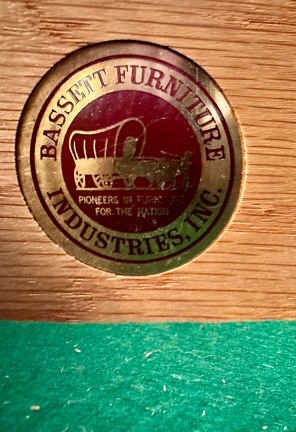 BASSETT FURNITURE
PIONEERS IN FURNITURE
FOR THE NATION
INDUSTRIES, INC.